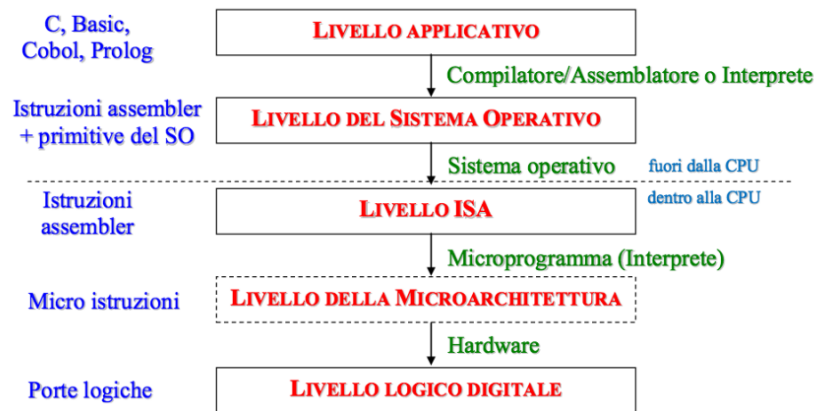 C, Basic,
Cobol, Prolog
LIVELLO APPLICATIVO
Compilatore/Assemblatore o Interprete
Istruzioni assembler
+ primitive del SO
LIVELLO DEL SISTEMA OPERATIVO
Sistema operativo
fuori dalla CPU
dentro alla CPU
Istruzioni
assembler
LIVELLO ISA
Microprogramma (Interprete)
Micro istruzioni
LIVELLO DELLA MICROARCHITETTURA
Hardware
Porte logiche
LIVELLO LOGICO DIGITALE